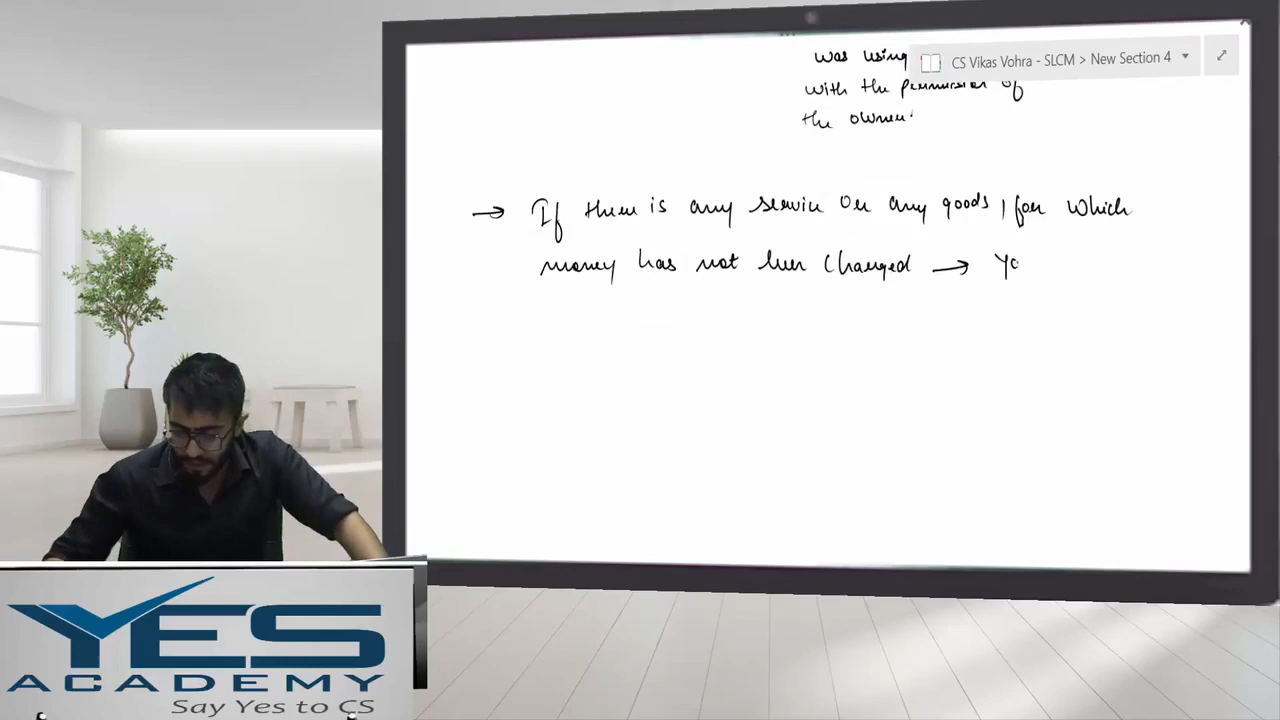 was using
CS Vikas Vohra - SLCM > New Section 4
with the permission of
the owner.
→ If there is any service or any goods, for which
money has not been charged → Yo
YES
ACADEMY
Say Yes to CS